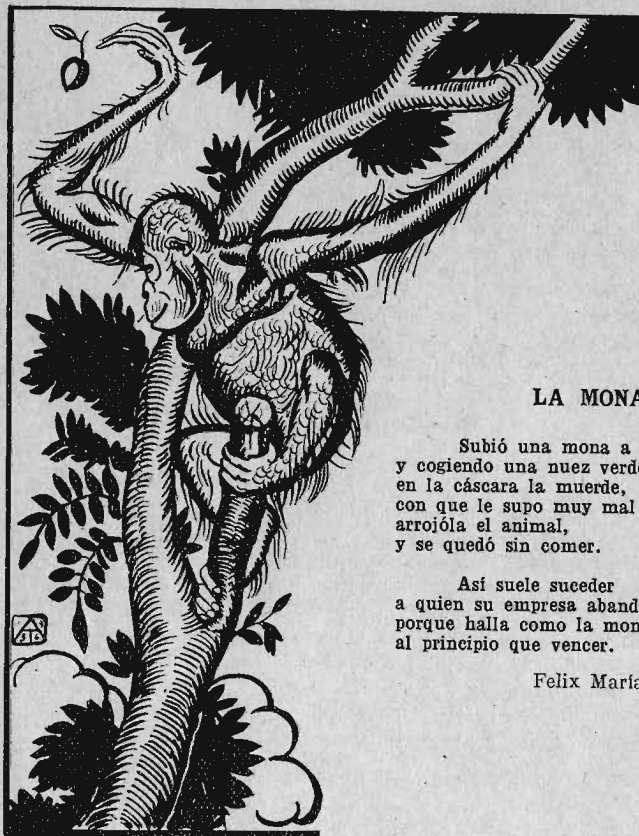 LA MONA
Subió una mona a
y cogiendo una nuez verde
en la cáscara la muerde,
con que le supo muy mal
arrojóla el animal,
y se quedó sin comer.
Así suele suceder
a quien su empresa aband
porque halla como la mon
al principio que vencer.
Felix María